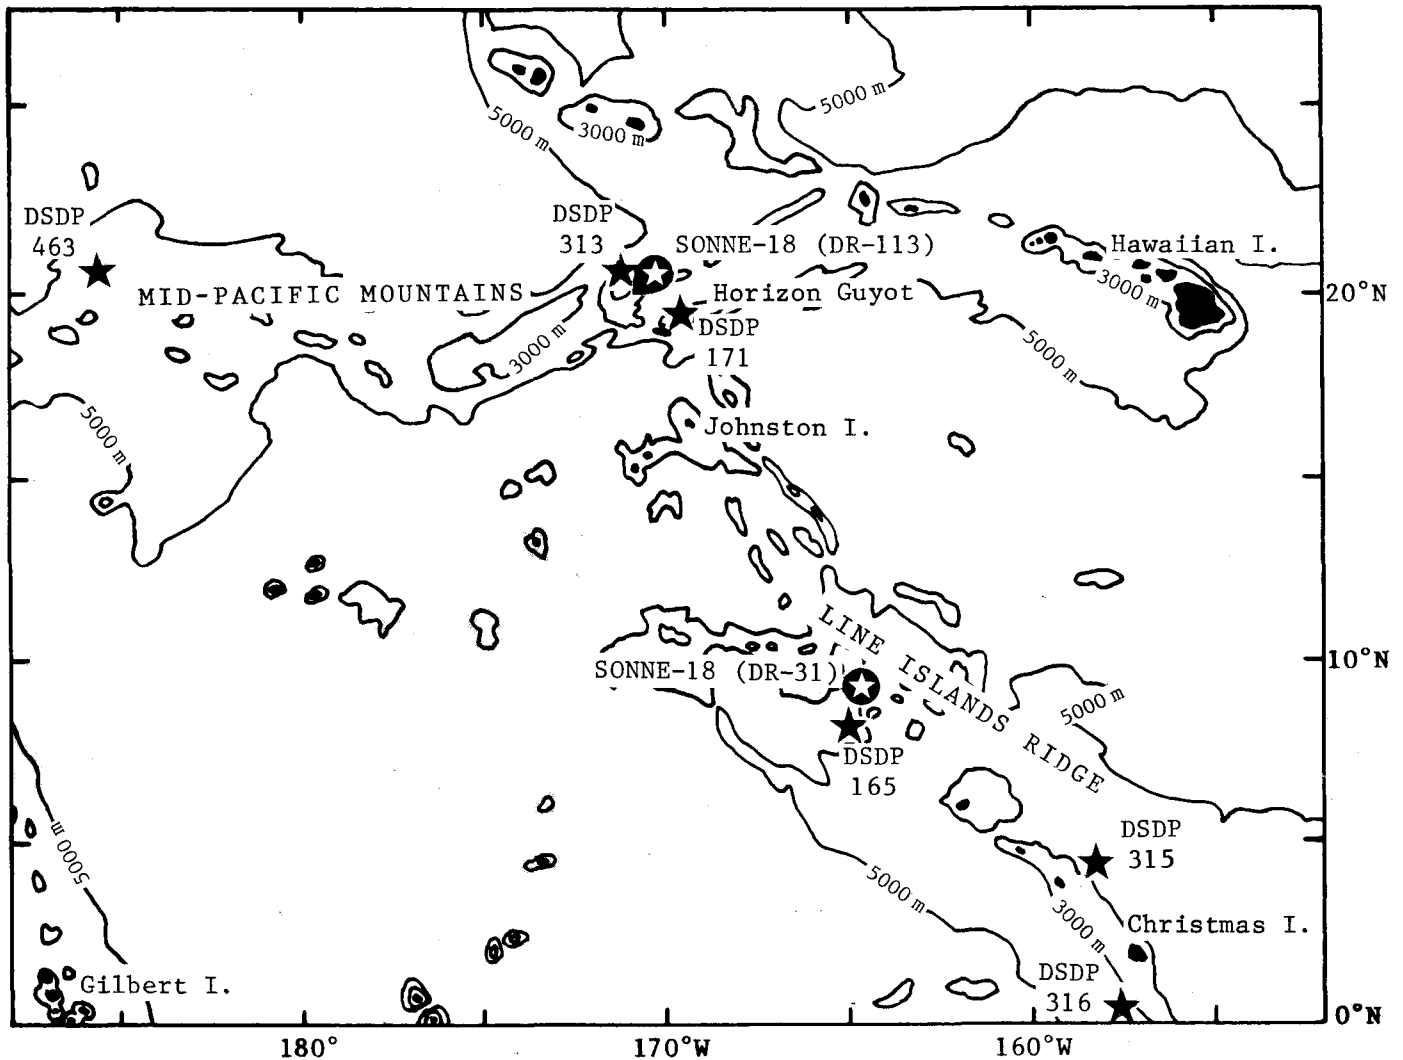 5000 m
5000 m
3000 m
DSDP
463
DSDP
313
SONNE-18 (DR-113)
Hawaiian I.
3000 m
MID-PACIFIC MOUNTAINS
Horizon Guyot
20°N
DSDP
171
3000 m
5000 m
5000 m
Johnston I.
LINE ISLANDS RIDGE
SONNE-18 (DR-31)
10°N
5000 m
DSDP
165
5000 m
DSDP
315
5000 m
3000 m
Christmas I.
DSDP
316
Gilbert I.
0°N
180°
170°W
160°W